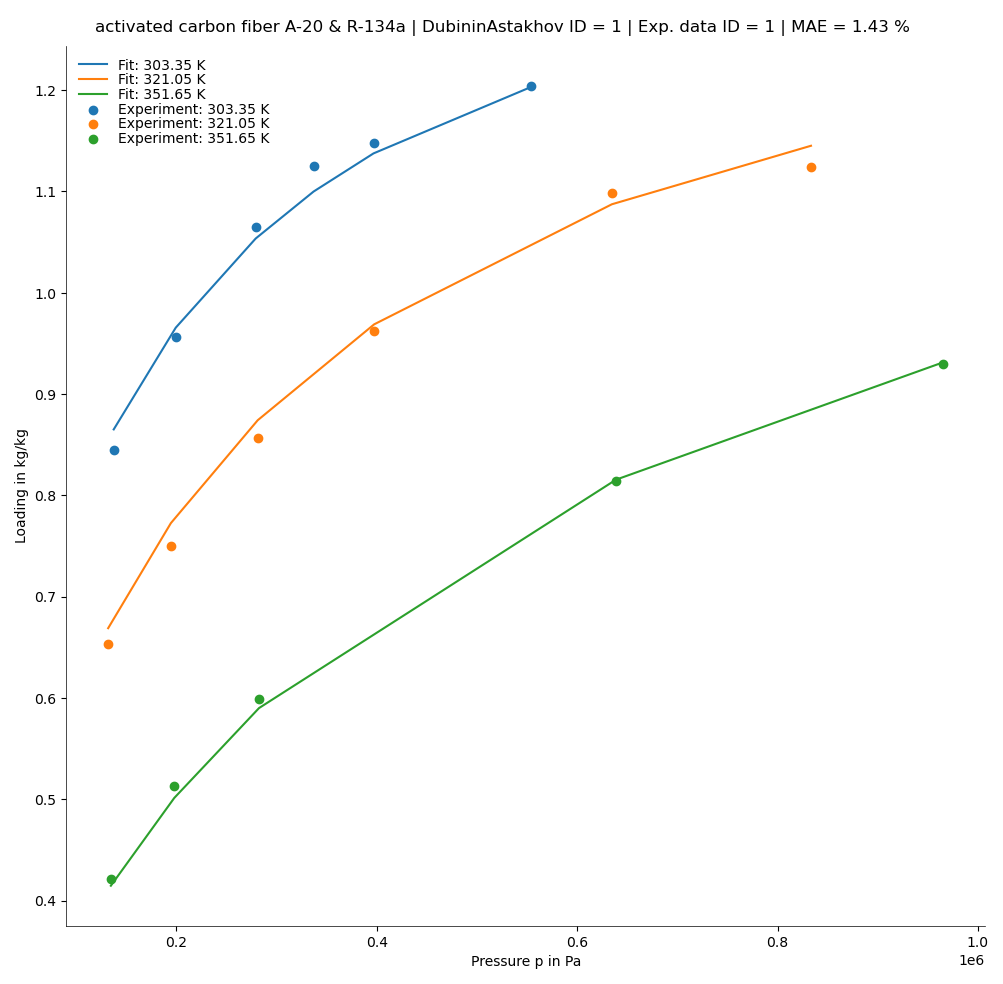 activated carbon fiber A-20 & R-134a | DubininAstakhov ID = 1 | Exp. data ID = 1 | MAE = 1.43 %
Fit: 303.35 K
Fit: 321.05 K
Fit: 351.65 K
Experiment: 303.35 K
Experiment: 321.05 K
Experiment: 351.65 K
Loading in kg/kg
1.2
1.1
1.0
0.9
0.8
0.7
0.6
0.5
0.4
0.2 0.4 0.6 0.8 1.0
1e6
Pressure p in Pa